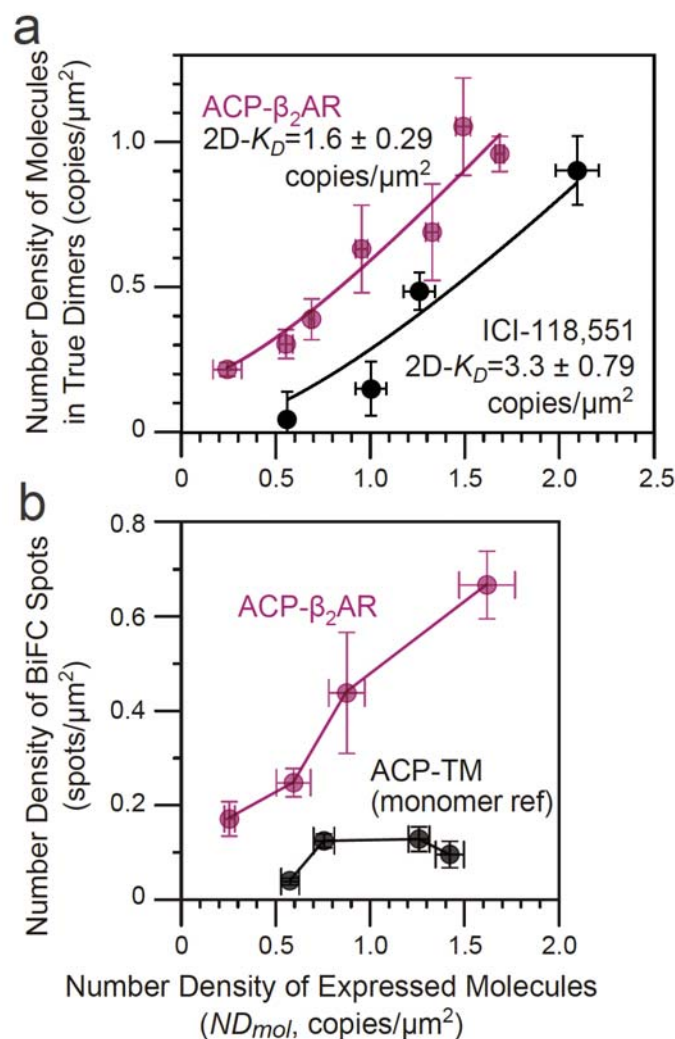 a
Number Density of Molecules
in True Dimers (copies/µm²)
1.0
0.5
0
ACP-β₂AR
2D-K_D=1.6 ± 0.29
copies/µm²
ICI-118,551
2D-K_D=3.3 ± 0.79
copies/µm²
0 0.5 1.0 1.5 2.0 2.5
b
Number Density of BiFC Spots
(spots/µm²)
0.8
0.6
0.4
0.2
0
ACP-β₂AR
ACP-TM
(monomer ref)
0 0.5 1.0 1.5 2.0
Number Density of Expressed Molecules
(ND_mol, copies/µm²)